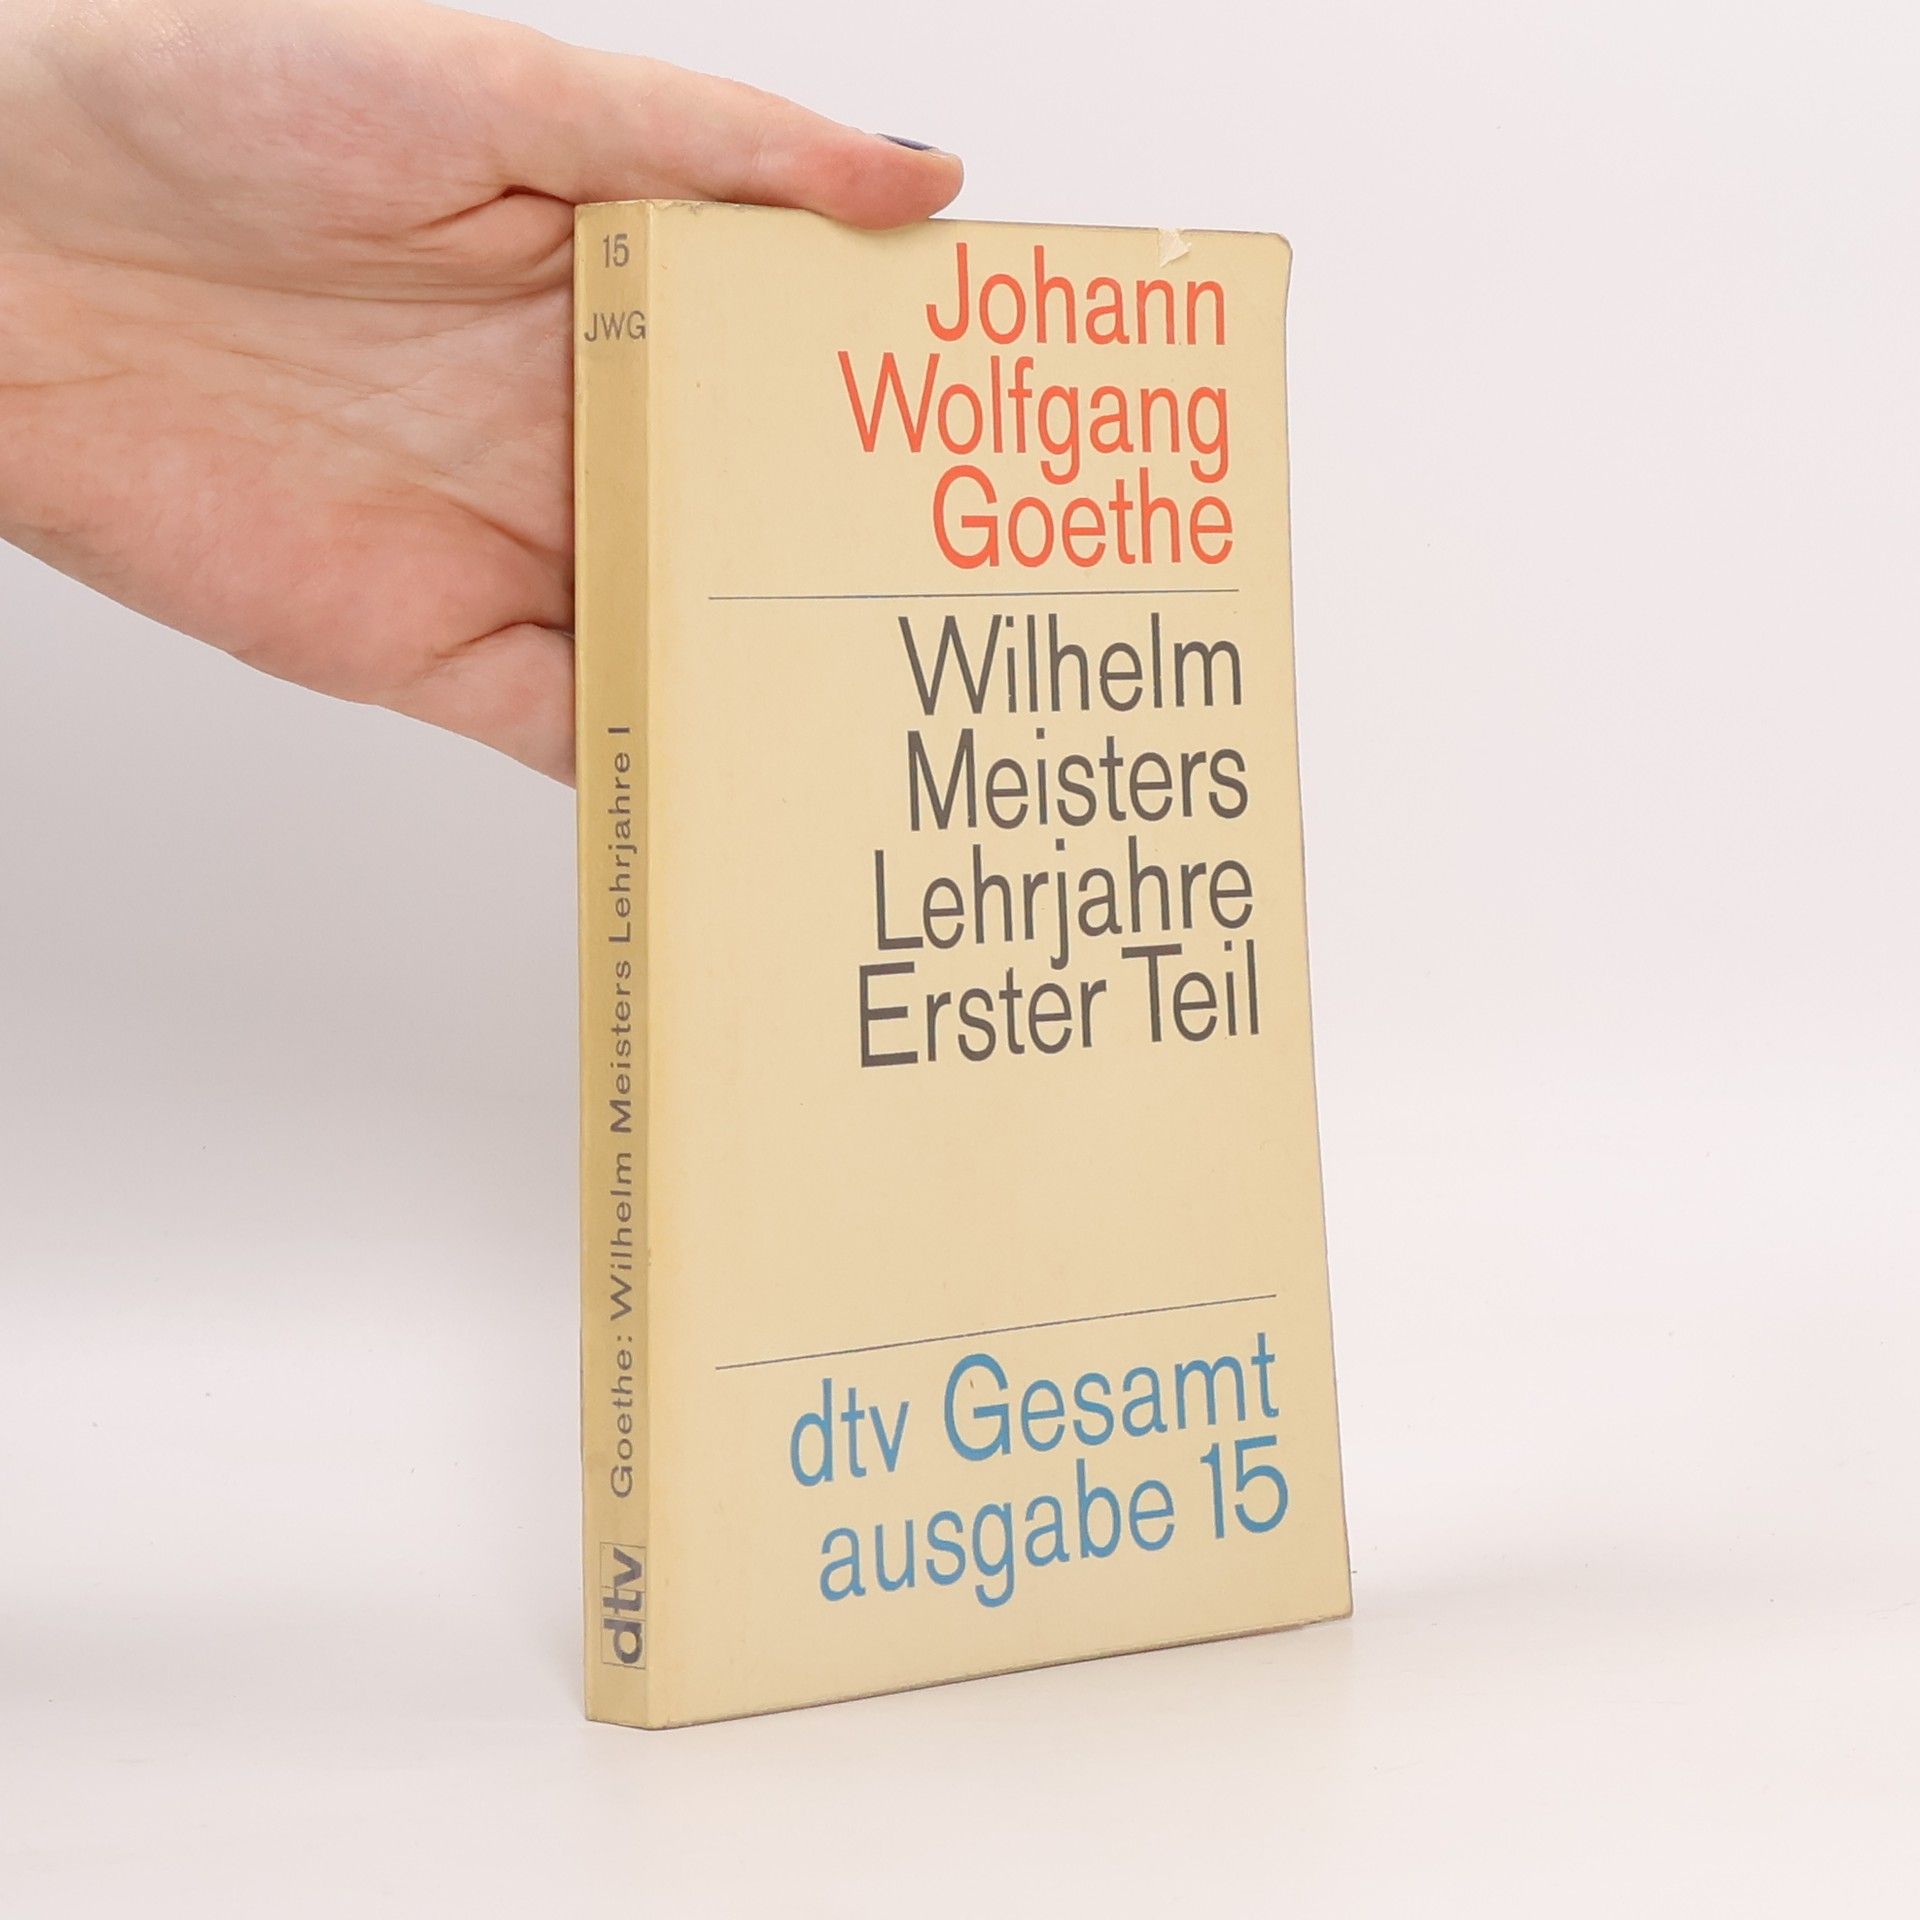 15
JWG
Goethe: Wilhelm Meisters Lehrjahre I
dtv
Johann
Wolfgang
Goethe
Wilhelm
Meisters
Lehrjahre
Erster Teil
dtv Gesamt
ausgabe 15